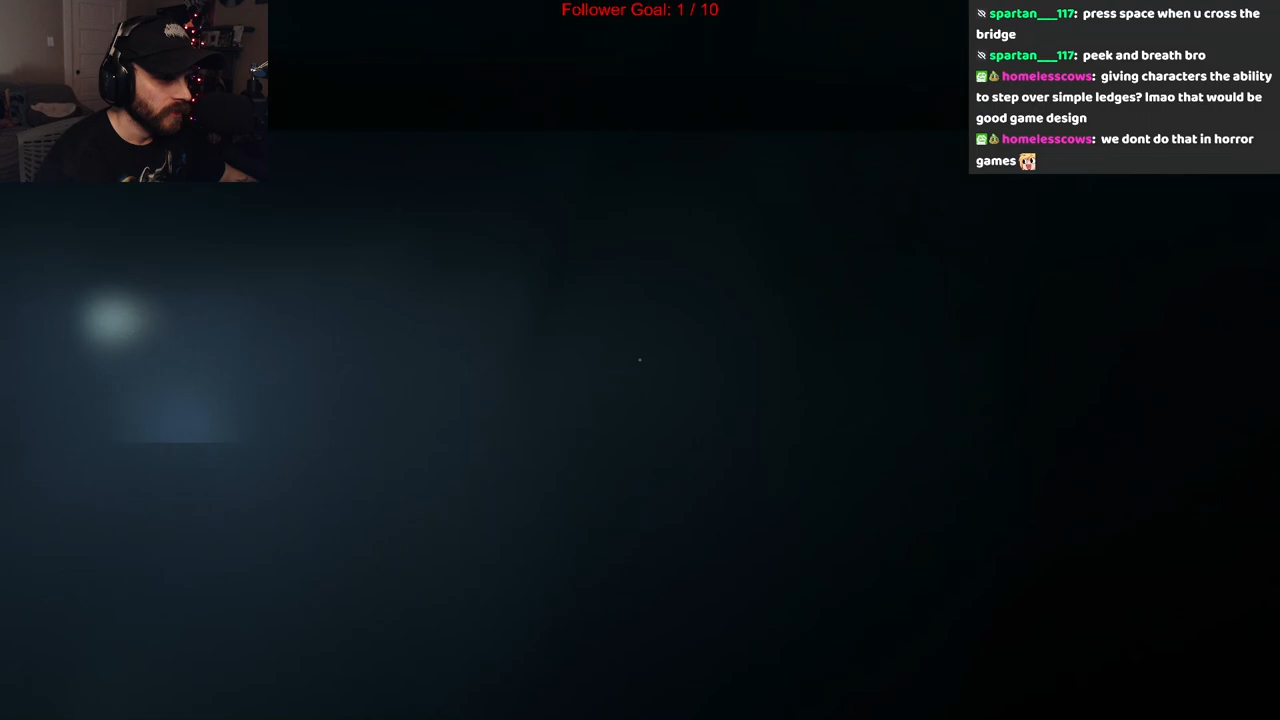 Follower Goal: 1 / 10
spartan___117: press space when u cross the
bridge
spartan___117: peek and breath bro
homelesscows: giving characters the ability
to step over simple ledges? lmao that would be
good game design
homelesscows: we dont do that in horror
games